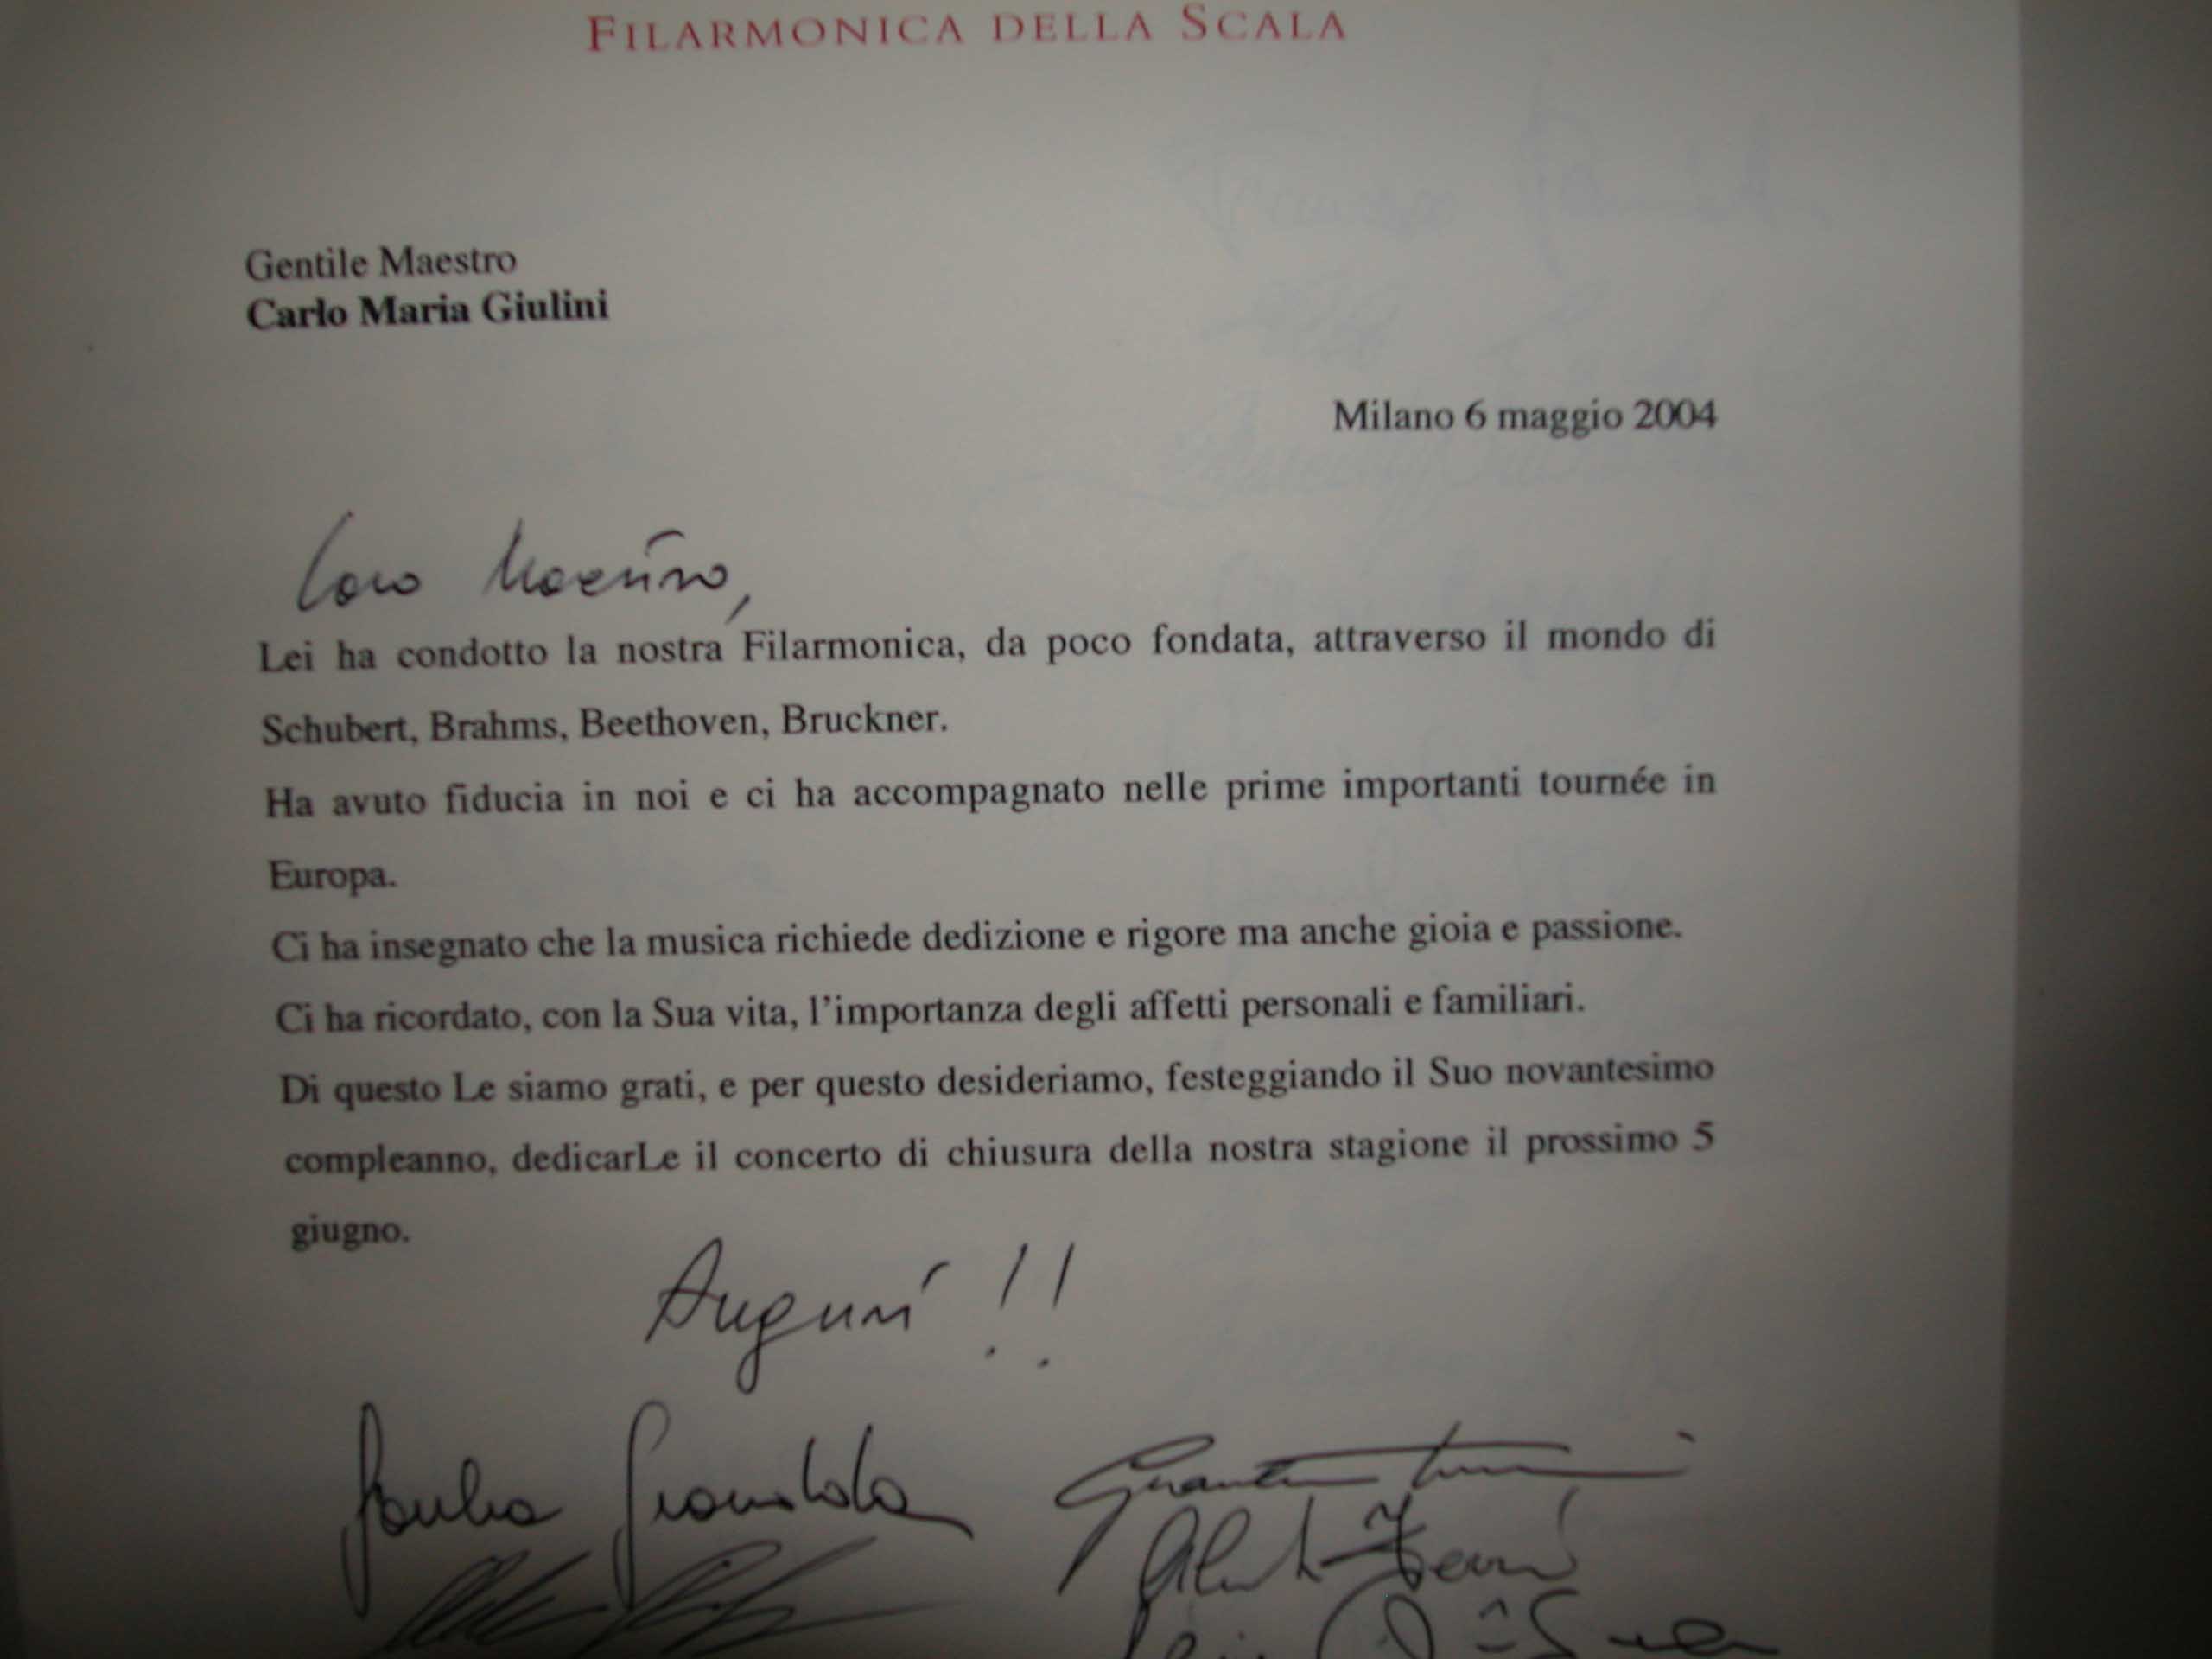 FILARMONICA DELLA SCALA
Gentile Maestro
Carlo Maria Giulini
Milano 6 maggio 2004
Caro Maestro,
Lei ha condotto la nostra Filarmonica, da poco fondata, attraverso il mondo di
Schubert, Brahms, Beethoven, Bruckner.
Ha avuto fiducia in noi e ci ha accompagnato nelle prime importanti tournée in
Europa.
Ci ha insegnato che la musica richiede dedizione e rigore ma anche gioia e passione.
Ci ha ricordato, con la Sua vita, l'importanza degli affetti personali e familiari.
Di questo Le siamo grati, e per questo desideriamo, festeggiando il Suo novantesimo
compleanno, dedicarLe il concerto di chiusura della nostra stagione il prossimo 5
giugno.
Auguri !!